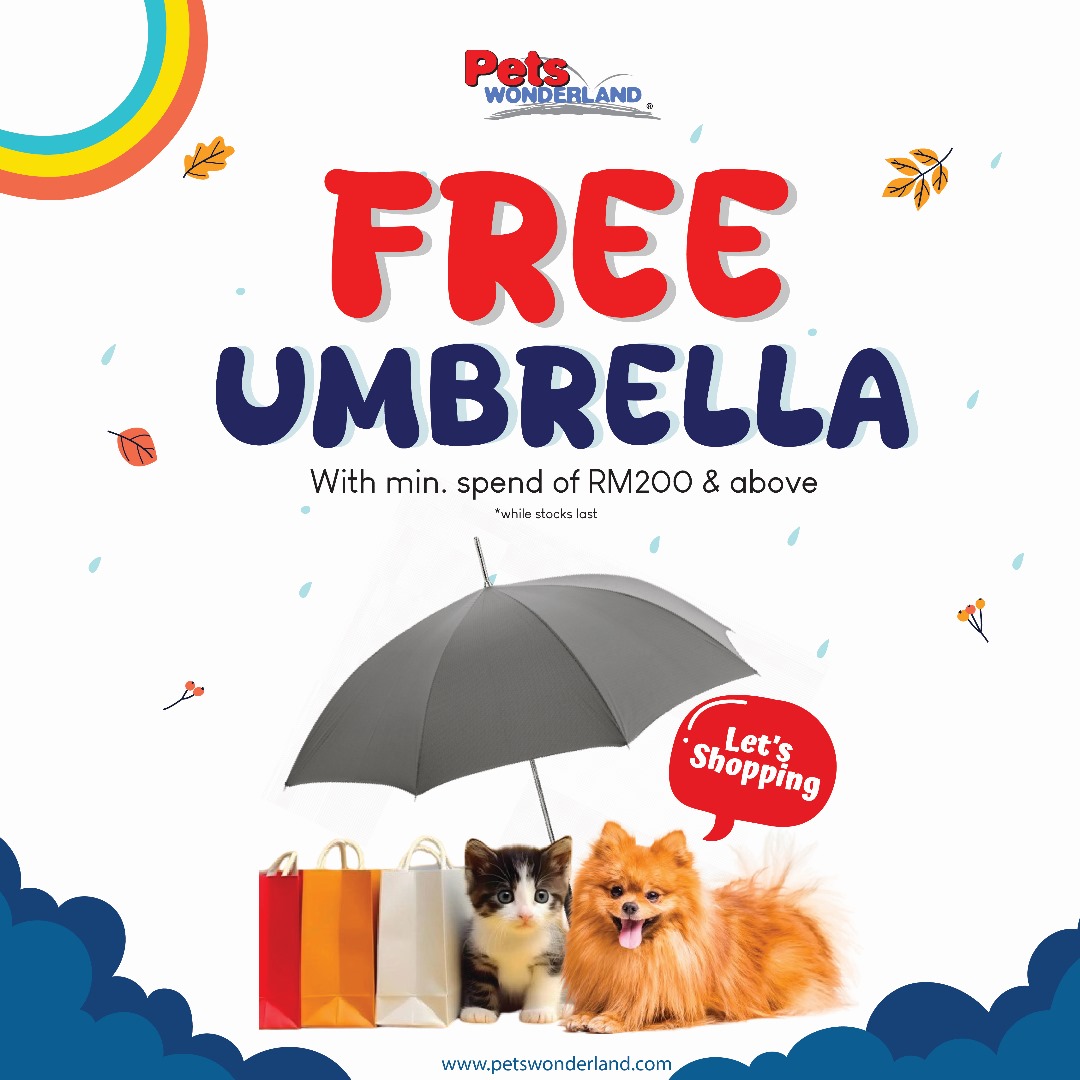 Pets
WONDERLAND
®
FREE
UMBRELLA
With min. spend of RM200 & above
*while stocks last
Let's
Shopping
www.petswonderland.com